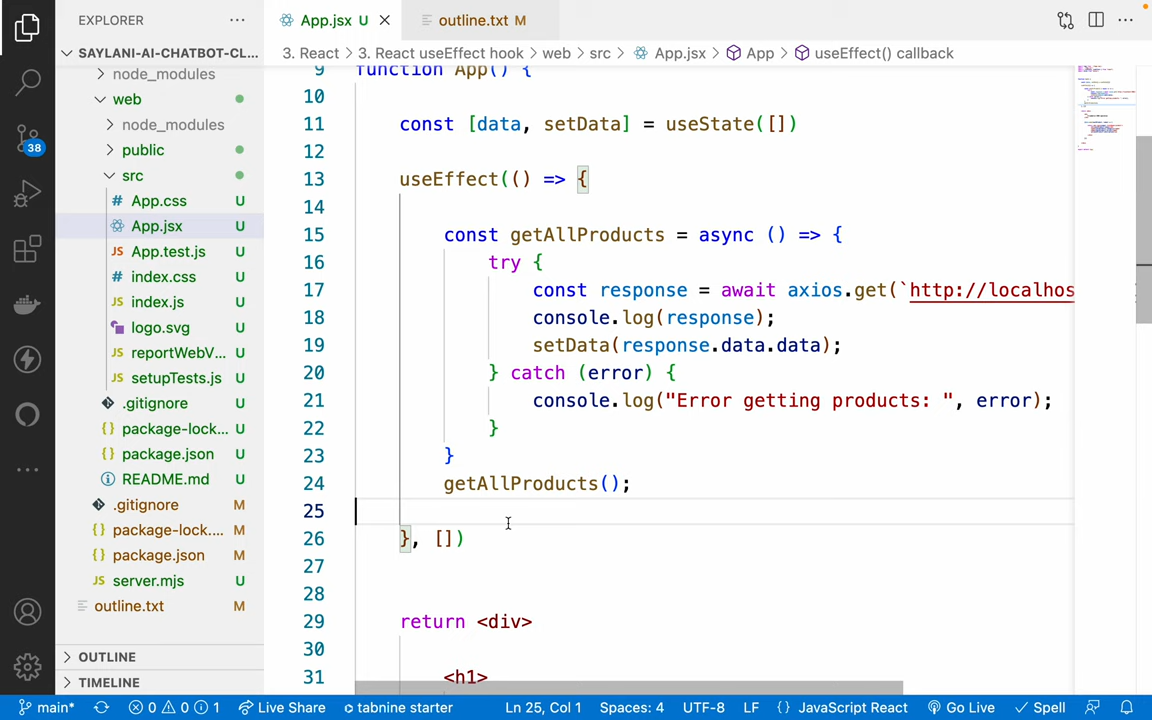 EXPLORER
App.jsx U
outline.txt M
SAYLANI-AI-CHATBOT-CL...
3. React > 3. React useEffect hook > web > src > App.jsx > App > useEffect() callback
node_modules
web
node_modules
public
src
# App.css U
App.jsx U
JS App.test.js U
# index.css U
JS index.js U
logo.svg U
JS reportWebV... U
JS setupTests.js U
.gitignore U
{} package-lock... U
{} package.json U
README.md U
.gitignore M
{} package-lock.... M
{} package.json M
JS server.mjs U
outline.txt M
OUTLINE
TIMELINE
38
9 function App() {
10
11 const [data, setData] = useState([])
12
13 useEffect(() => {
14
15 const getAllProducts = async () => {
16 try {
17 const response = await axios.get(`http://localhos
18 console.log(response);
19 setData(response.data.data);
20 } catch (error) {
21 console.log("Error getting products: ", error);
22 }
23 }
24 getAllProducts();
25
26 }, [])
27
28
29 return <div>
30
31 <h1>
main* 0 0 1 Live Share tabnine starter Ln 25, Col 1 Spaces: 4 UTF-8 LF {} JavaScript React Go Live Spell